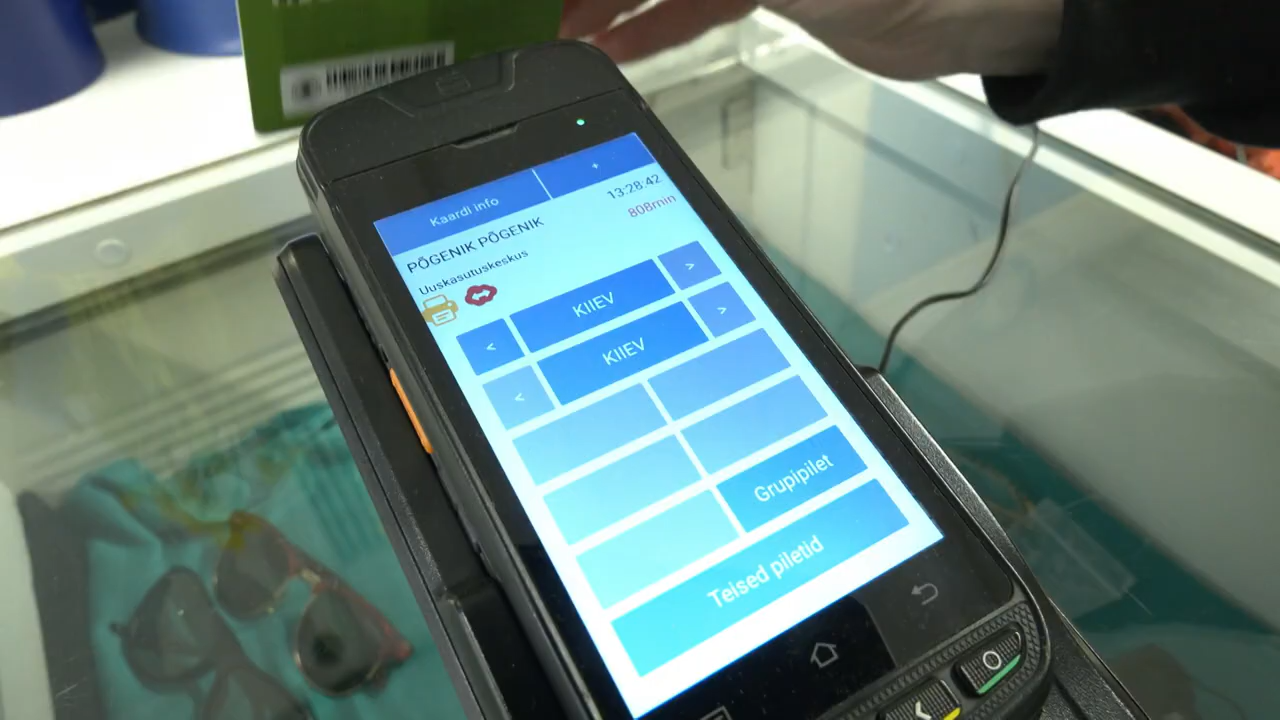 Kaardi info +
13:28:42
PÕGENIK PÕGENIK 808min
Uuskasutuskeskus
< KIIEV >
< KIIEV >
Grupipilet
Teised piletid